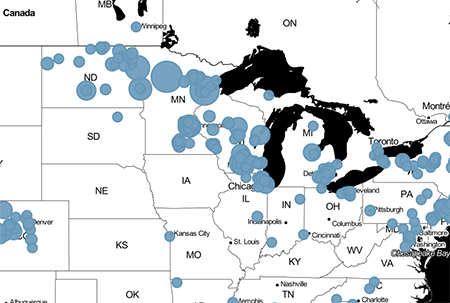 MB
Canada
Winnipeg
ON
ND
MN
Montré
Ottawa
SD
MI
Toronto
IA
Chicago
NE
PA
IL
IN
OH
Cleveland
Pittsburgh
Denver
Indianapolis
Columbus
MD
Baltimore
Kansas City
Cincinnati
Washington
St. Louis
WV
Chesapeake Bay
KS
MO
KY
VA
Nashville
OK
TN
Charlotte
Albuquerque
Memphis